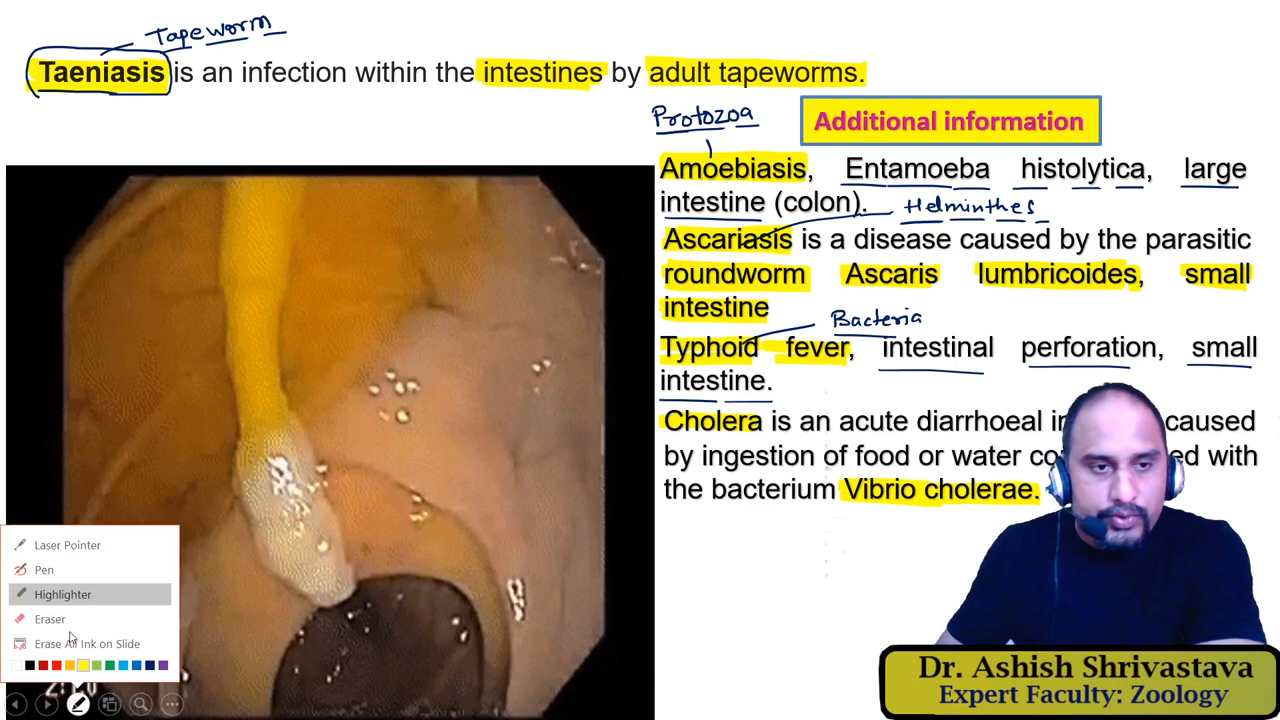 Tapeworm
Taeniasis is an infection within the intestines by adult tapeworms.
Protozoa
Additional information
Amoebiasis, Entamoeba histolytica, large
intestine (colon).
Helminthes
Ascariasis is a disease caused by the parasitic
roundworm Ascaris lumbricoides, small
intestine
Bacteria
Typhoid fever, intestinal perforation, small
intestine.
Cholera is an acute diarrhoeal caused
by ingestion of food or water with
the bacterium Vibrio cholerae.
Laser Pointer
Pen
Highlighter
Eraser
Erase All Ink on Slide
Dr. Ashish Shrivastava
Expert Faculty: Zoology